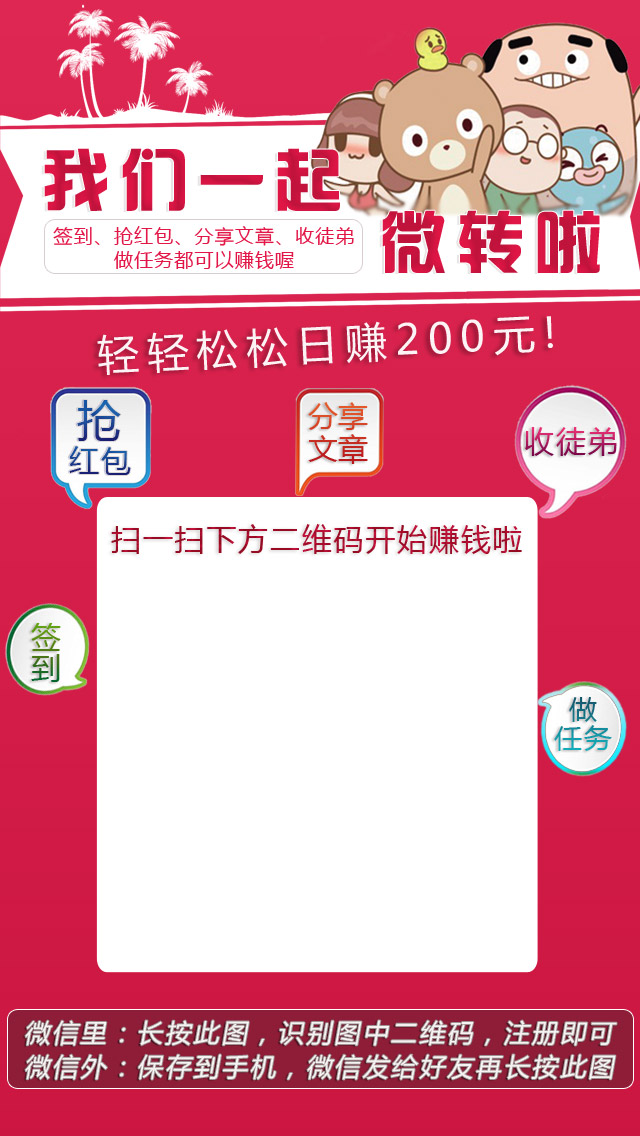 我们一起
签到、抢红包、分享文章、收徒弟
做任务都可以赚钱喔
微转啦
轻轻松松日赚200元!
抢
红包
分享
文章
收徒弟
扫一扫下方二维码开始赚钱啦
签
到
做
任务
微信里：长按此图，识别图中二维码，注册即可
微信外：保存到手机，微信发给好友再长按此图